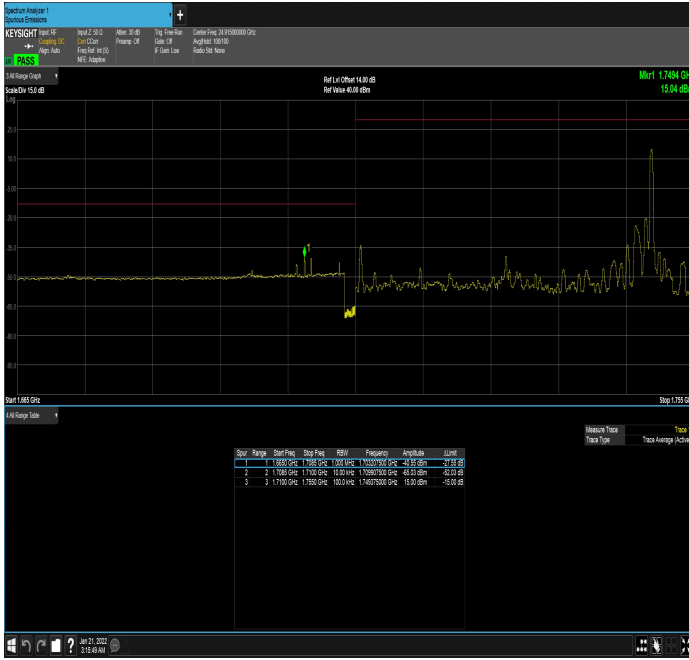 Spectrum Analyzer 1
Spurious Emissions
+
KEYSIGHT Input: RF
Coupling: DC
Align: Auto
Input Z: 50 Ω
Corr CCorr
Freq Ref: Int (S)
NFE: Adaptive
Atten: 30 dB
Preamp: Off
Trig: Free Run
Gate: Off
IF Gain: Low
Center Freq: 24.915000000 GHz
Avg|Hold: 100/100
Radio Std: None
PASS
3 All Range Graph
Scale/Div 15.0 dB
Ref Lvl Offset 14.00 dB
Ref Value 40.00 dBm
Mkr1 1.7494 GH
15.04 dBm
Log
25.0
10.0
-5.00
-20.0
-35.0
-50.0
-65.0
-80.0
-95.0
Start 1.665 GHz
Stop 1.755 GH
4 All Range Table
Measure Trace Trace
Trace Type Trace Average (Active
Spur Range Start Freq Stop Freq RBW Frequency Amplitude ΔLimit
1 1 1.6650 GHz 1.7085 GHz 1.000 MHz 1.703207500 GHz -40.55 dBm -27.55 dB
2 2 1.7085 GHz 1.7100 GHz 10.00 kHz 1.709907500 GHz -65.03 dBm -52.03 dB
3 3 1.7100 GHz 1.7550 GHz 100.0 kHz 1.749375000 GHz 15.00 dBm -15.00 dB
? Jan 21, 2022
3:15:49 AM